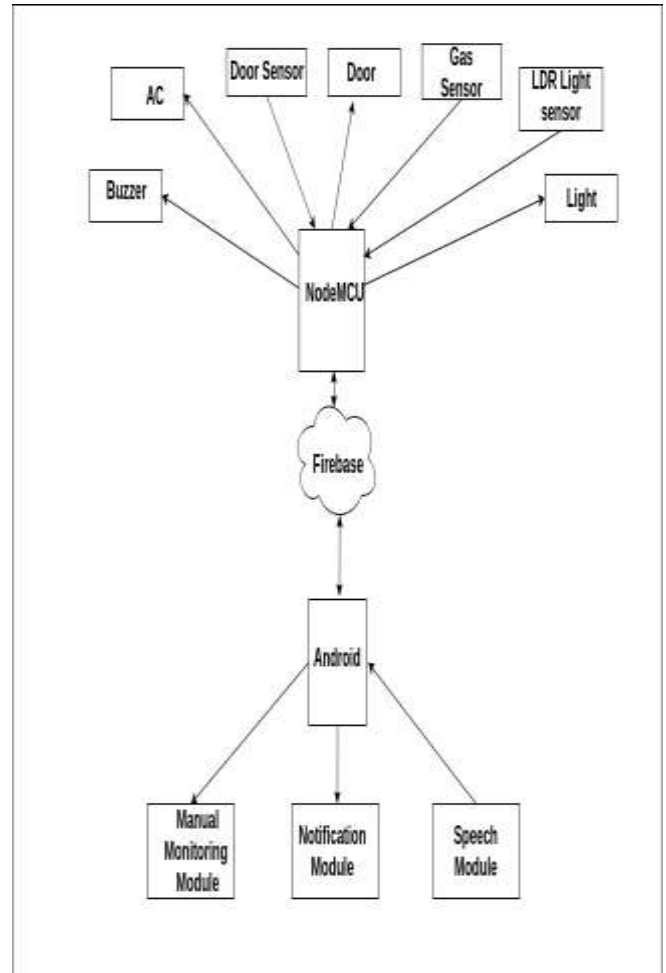 Door Sensor
Door
Gas
Sensor
AC
LDR Light
sensor
Buzzer
Light
NodeMCU
Firebase
Android
Manual
Monitoring
Module
Notification
Module
Speech
Module